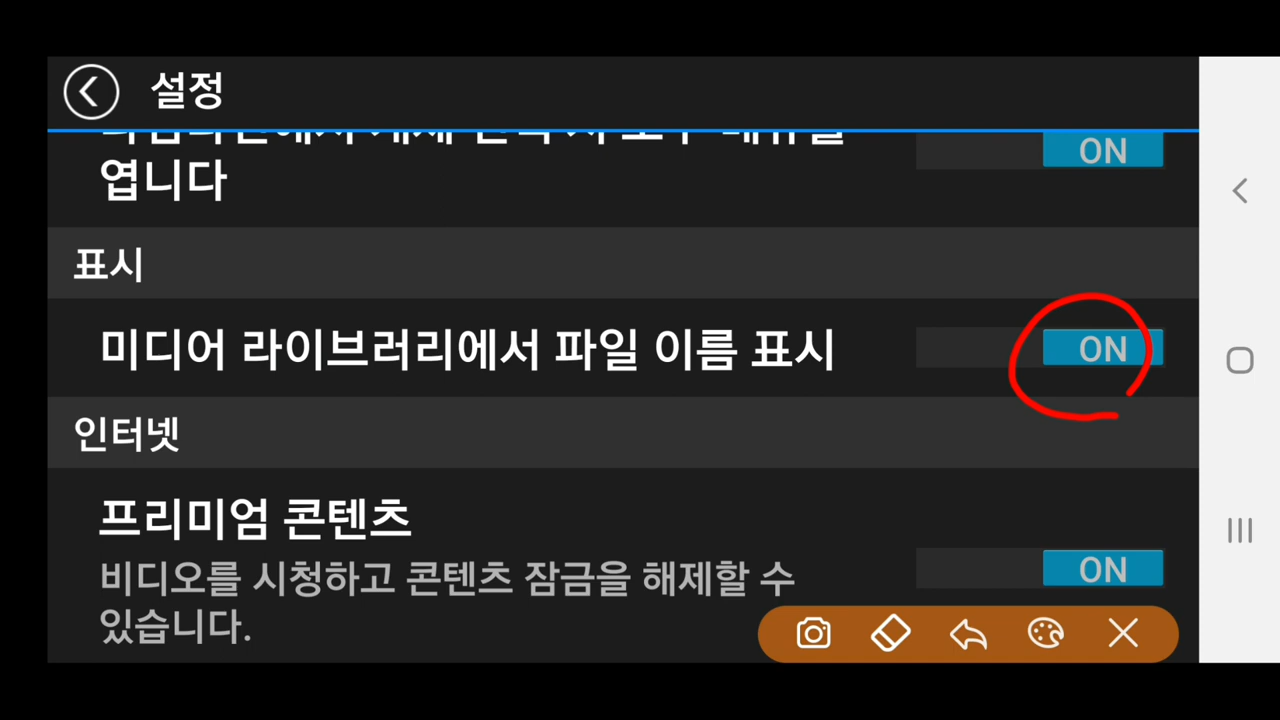 설정
ON
엽니다
표시
미디어 라이브러리에서 파일 이름 표시
ON
인터넷
프리미엄 콘텐츠
비디오를 시청하고 콘텐츠 잠금을 해제할 수
있습니다.
ON